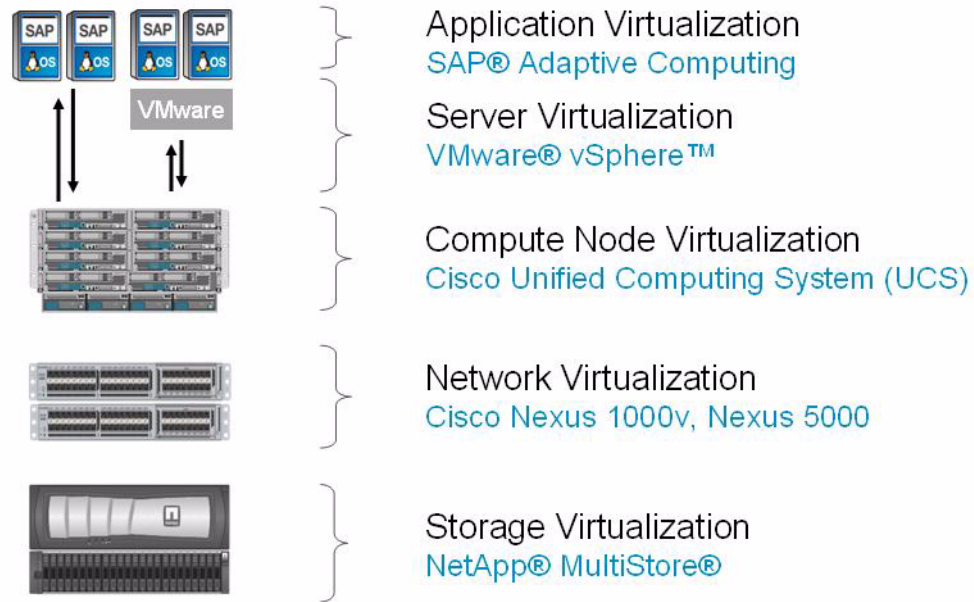 SAP SAP SAP SAP
OS OS OS OS
Application Virtualization
SAP® Adaptive Computing
VMware
Server Virtualization
VMware® vSphere™
Compute Node Virtualization
Cisco Unified Computing System (UCS)
Network Virtualization
Cisco Nexus 1000v, Nexus 5000
Storage Virtualization
NetApp® MultiStore®